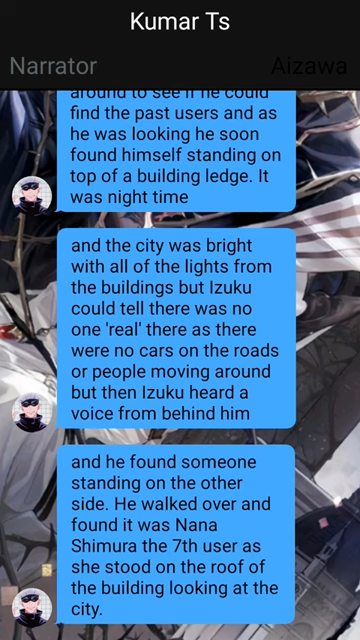 Kumar Ts
Narrator
Aizawa
around to see if he could
find the past users and as
he was looking he soon
found himself standing on
top of a building ledge. It
was night time
and the city was bright
with all of the lights from
the buildings but Izuku
could tell there was no
one 'real' there as there
were no cars on the roads
or people moving around
but then Izuku heard a
voice from behind him
and he found someone
standing on the other
side. He walked over and
found it was Nana
Shimura the 7th user as
she stood on the roof of
the building looking at the
city.